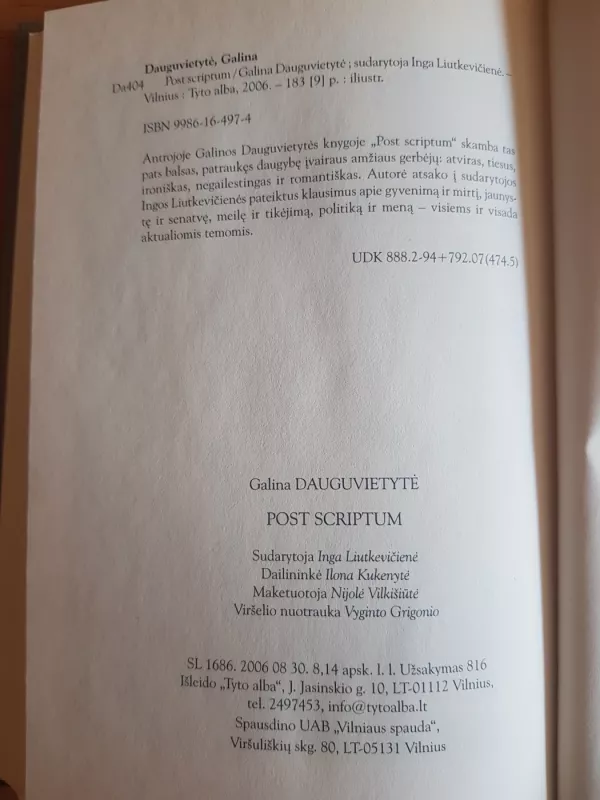 Dauguvietytė, Galina
Da404 Post scriptum / Galina Dauguvietytė ; sudarytoja Inga Liutkevičienė. –
Vilnius : Tyto alba, 2006. – 183 [9] p. : iliustr.
ISBN 9986-16-497-4
Antrojoje Galinos Dauguvietytės knygoje „Post scriptum“ skamba tas
pats balsas, patraukęs daugybę įvairaus amžiaus gerbėjų: atviras, tiesus,
ironiškas, negailestingas ir romantiškas. Autorė atsako į sudarytojos
Ingos Liutkevičienės pateiktus klausimus apie gyvenimą ir mirtį, jaunys-
tę ir senatvę, meilę ir tikėjimą, politiką ir meną – visiems ir visada
aktualiomis temomis.
UDK 888.2-94+792.07(474.5)
Galina DAUGUVIETYTĖ
POST SCRIPTUM
Sudarytoja Inga Liutkevičienė
Dailininkė Ilona Kukenytė
Maketuotoja Nijolė Vilkišiūtė
Viršelio nuotrauka Vyginto Grigonio
SL 1686. 2006 08 30. 8,14 apsk. l. l. Užsakymas 816
Išleido „Tyto alba“, J. Jasinskio g. 10, LT-01112 Vilnius,
tel. 2497453, info@tytoalba.lt
Spausdino UAB „Vilniaus spauda“,
Viršuliškių skg. 80, LT-05131 Vilnius